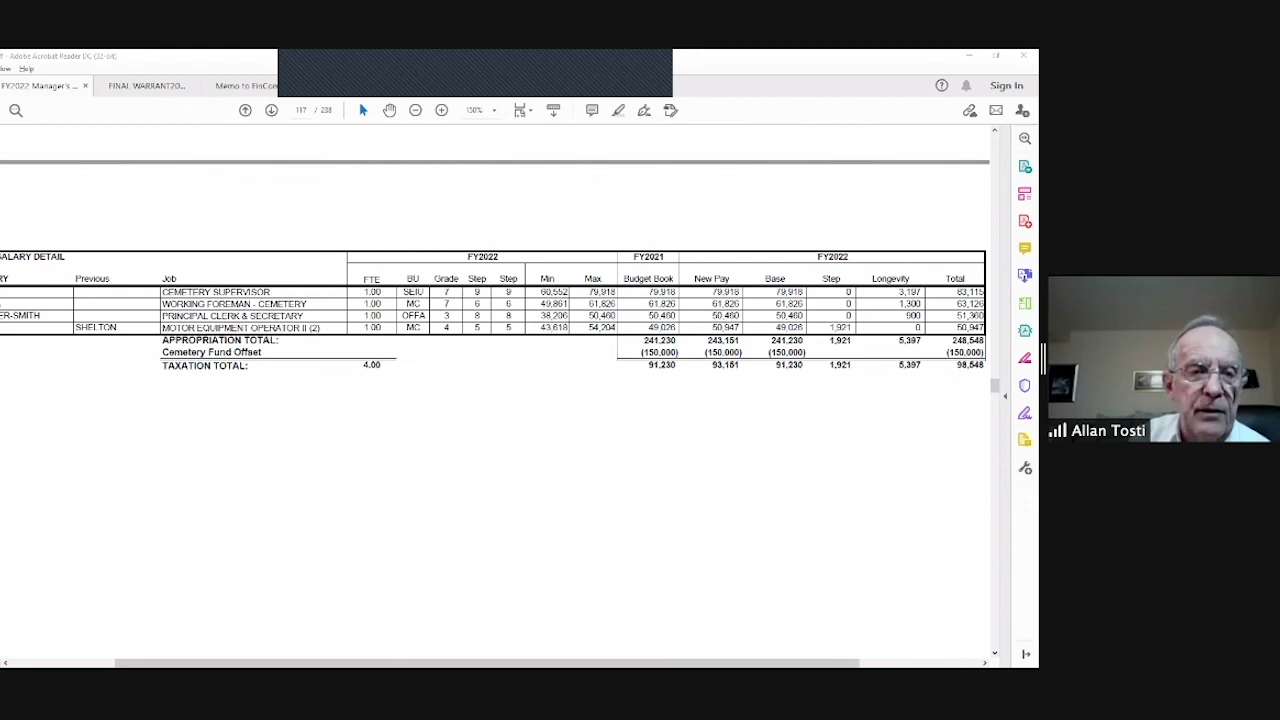 - Adobe Acrobat Reader DC (32-bit)
Help
FY2022 Manager's ... × FINAL WARRANT20... Memo to FinCom
Sign In
117 / 238 150%
SALARY DETAIL FY2022 FY2021 FY2022
Previous Job FTE BU Grade Step Step Min Max Budget Book New Pay Base Step Longevity Total
CEMETERY SUPERVISOR 1.00 SEIU 7 9 9 60,552 79,918 79,918 79,918 79,918 0 3,197 83,115
WORKING FOREMAN - CEMETERY 1.00 MC 7 6 6 49,861 61,826 61,826 61,826 61,826 0 1,300 63,126
ER-SMITH PRINCIPAL CLERK & SECRETARY 1.00 OFFA 3 8 8 38,206 50,460 50,460 50,460 50,460 0 900 51,360
SHELTON MOTOR EQUIPMENT OPERATOR II (2) 1.00 MC 4 5 5 43,618 54,204 49,026 50,947 49,026 1,921 0 50,947
APPROPRIATION TOTAL: 241,230 243,151 241,230 1,921 5,397 248,548
Cemetery Fund Offset (150,000) (150,000) (150,000) (150,000)
TAXATION TOTAL: 4.00 91,230 93,151 91,230 1,921 5,397 98,548
Allan Tosti